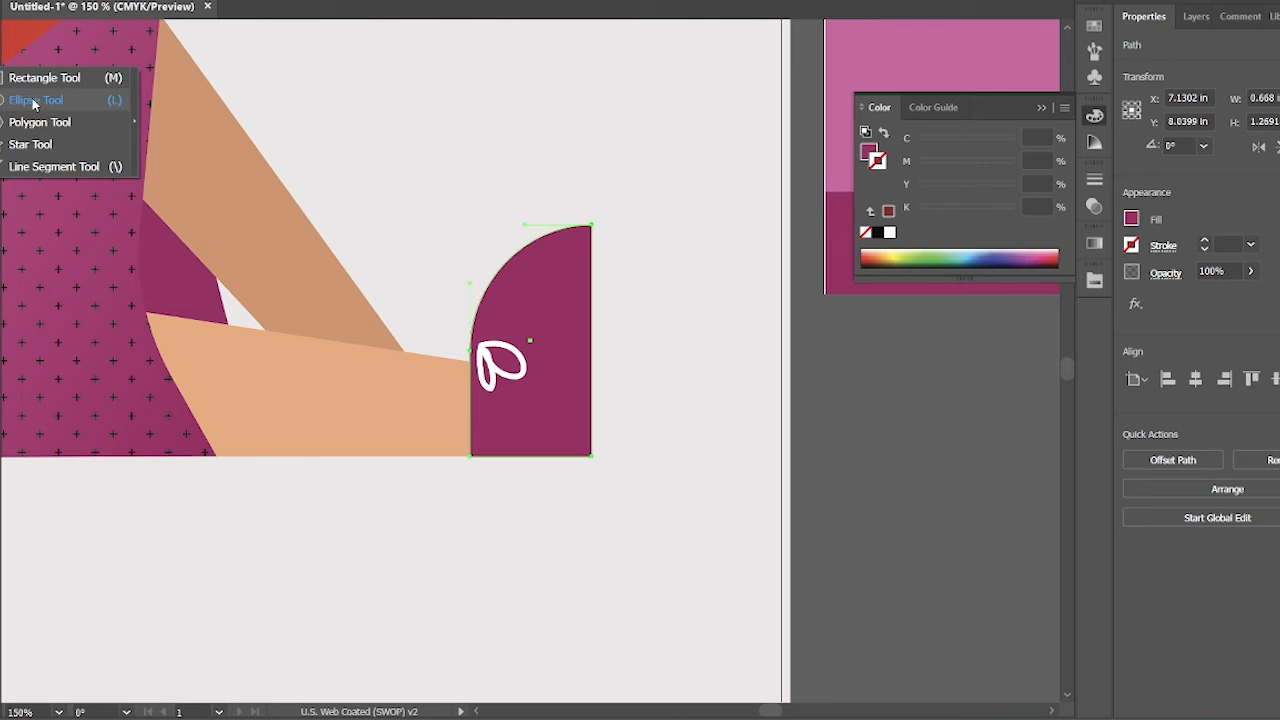 Untitled-1* @ 150 % (CMYK/Preview) ×
Rectangle Tool (M)
Ellipse Tool (L)
Polygon Tool
Star Tool
Line Segment Tool (\)
Color Color Guide
C %
M %
Y %
K %
Properties Layers Comment
Path
Transform
X: 7.1302 in W: 0.668 in
Y: 8.0399 in H: 1.2691
0°
Appearance
Fill
Stroke
Opacity 100%
fx.
Align
Quick Actions
Offset Path
Arrange
Start Global Edit
150% 0° 1 U.S. Web Coated (SWOP) v2